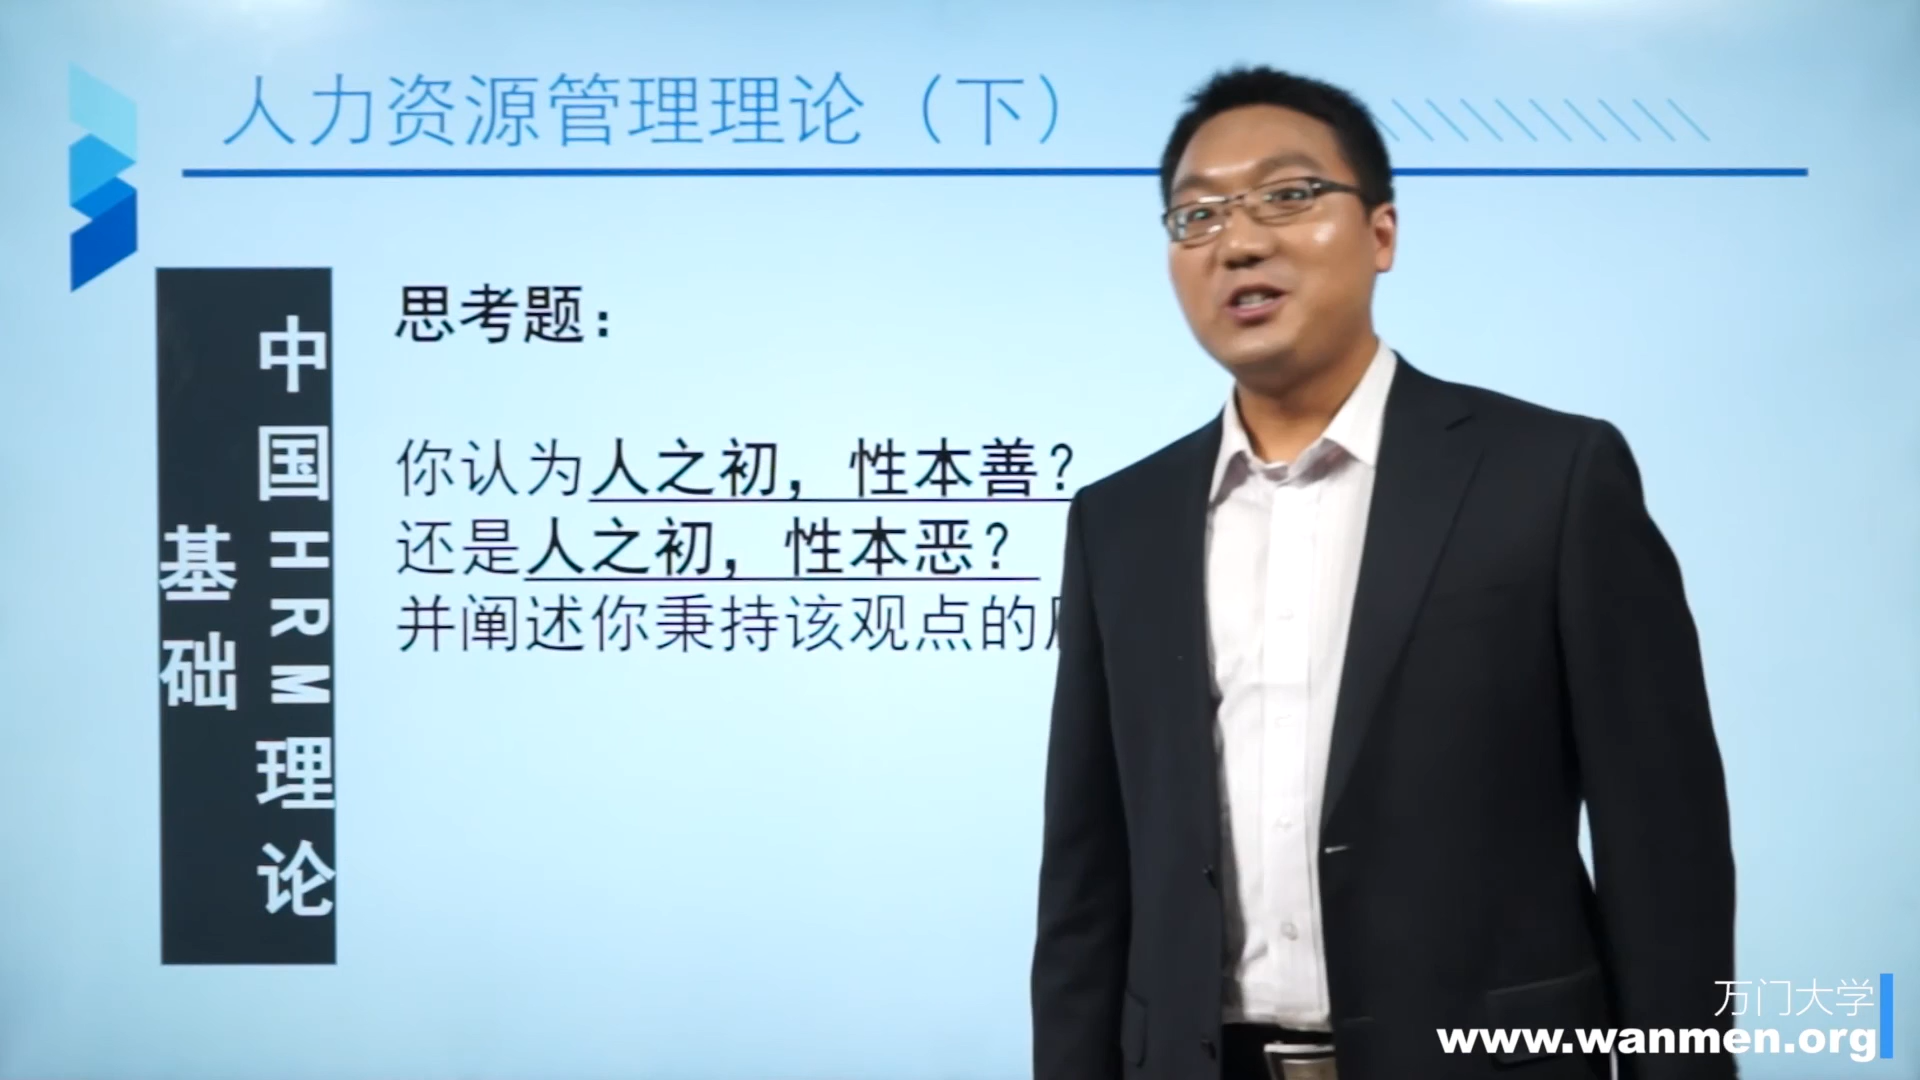 人力资源管理理论（下）
中国HRM理论
基础
思考题：
你认为人之初，性本善？
还是人之初，性本恶？
并阐述你秉持该观点的
万门大学
www.wanmen.org